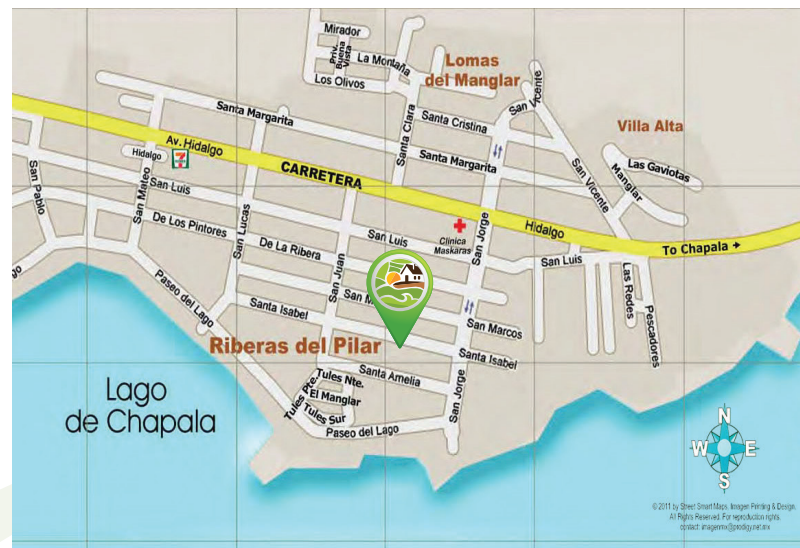 Mirador
Priv.
Buena
Vista
La Montaña
Los Olivos
Lomas
del Manglar
San Vicente
Santa Margarita
Santa Clara
Santa Cristina
Villa Alta
Av. Hidalgo
Hidalgo
7
CARRETERA
Santa Margarita
San Vicente
Manglar
Las Gaviotas
San Pablo
San Mateo
San Luis
San Lucas
De Los Pintores
De La Ribera
San Juan
San Luis
Clinica
Maskaras
San Jorge
Hidalgo
To Chapala
San Luis
Las Redes
Pescadores
go
Paseo del Lago
Santa Isabel
San M
San Marcos
Riberas del Pilar
Santa Isabel
Santa Amelia
San Jorge
Tules Pte.
Tules Nte.
El Manglar
Tules Sur
Paseo del Lago
Lago
de Chapala
N
W E
S
© 2011 by Street Smart Maps, Imagen Printing & Design.
All Rights Reserved. For reproduction rights,
contact: imagenmx@prodigy.net.mx